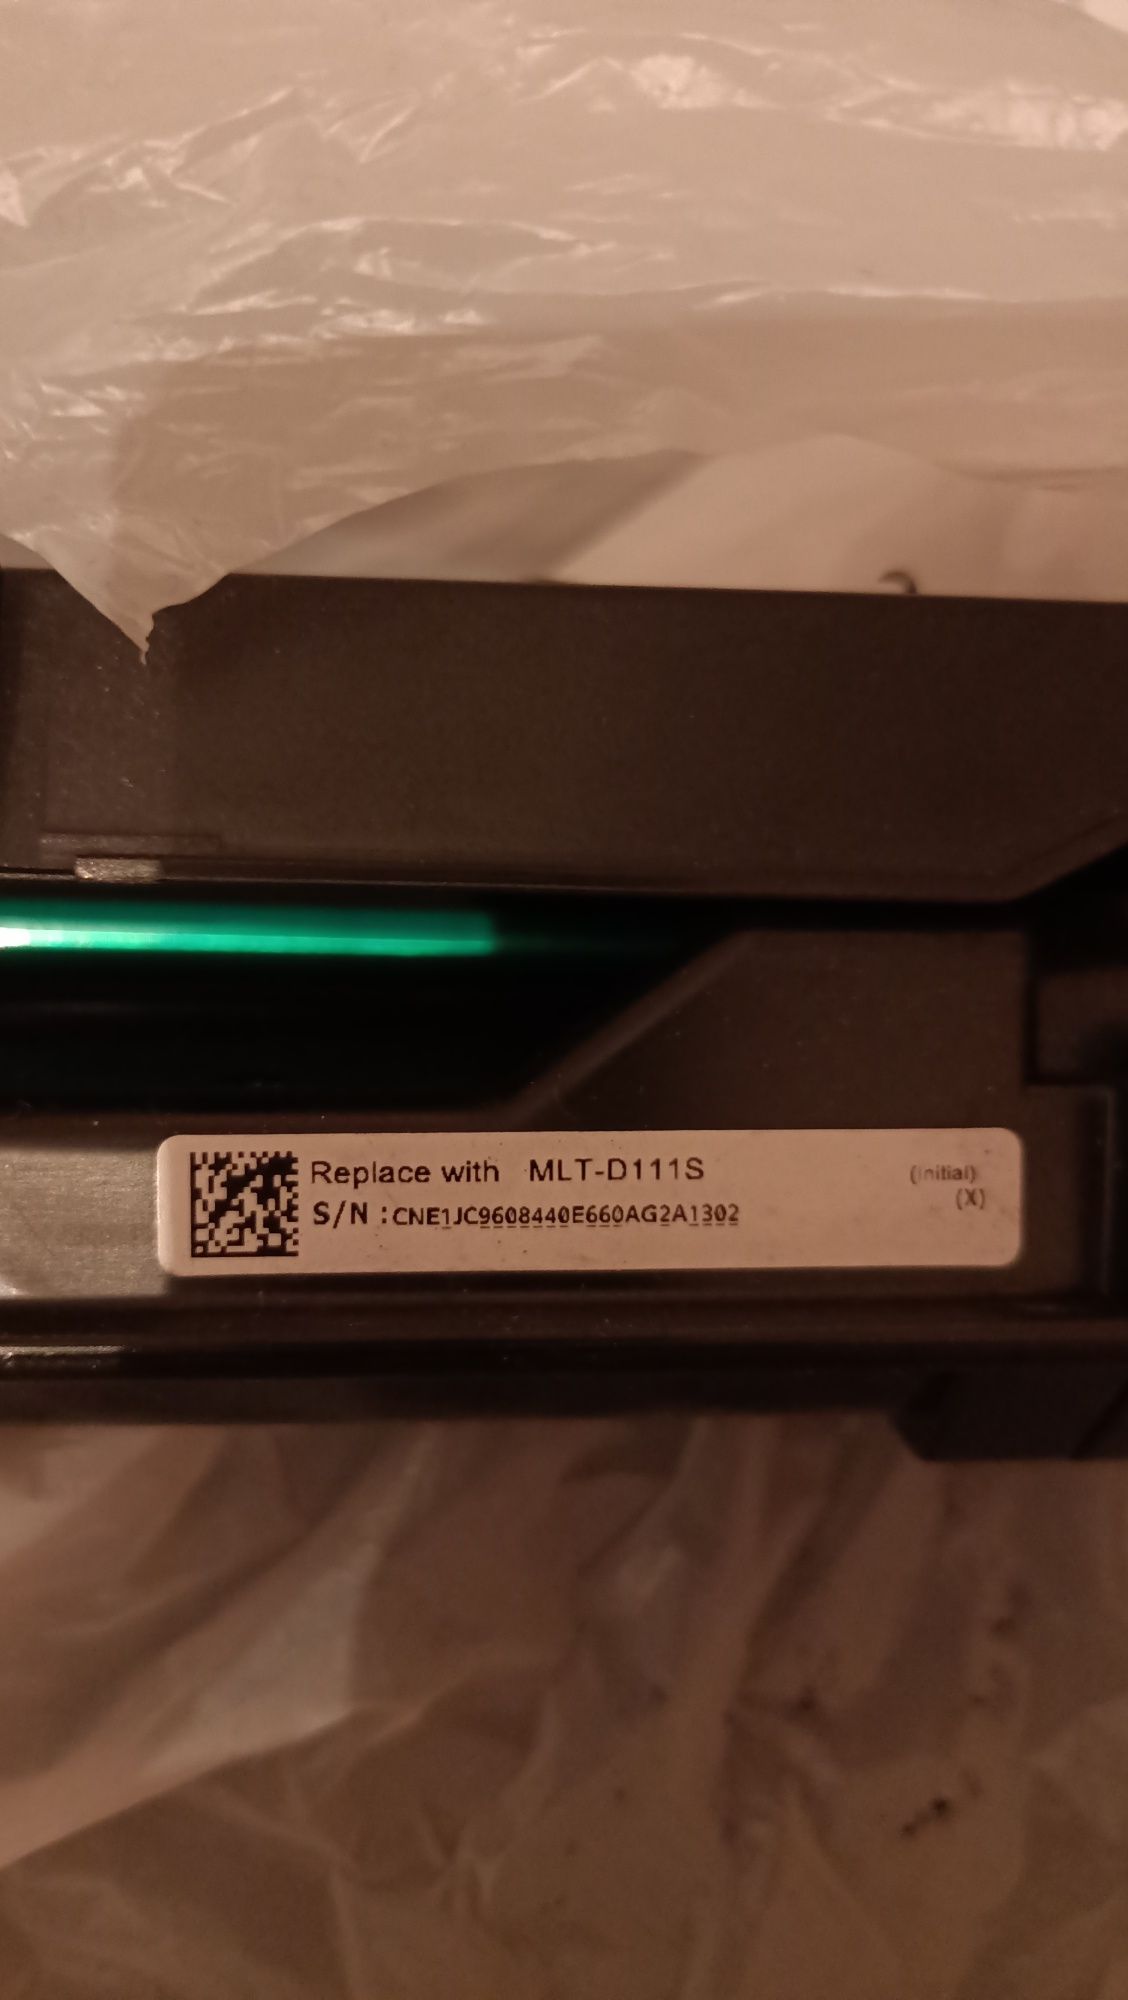 Replace with MLT-D111S (initial)
(X)
S/N :CNE1JC9608440E660AG2A1302